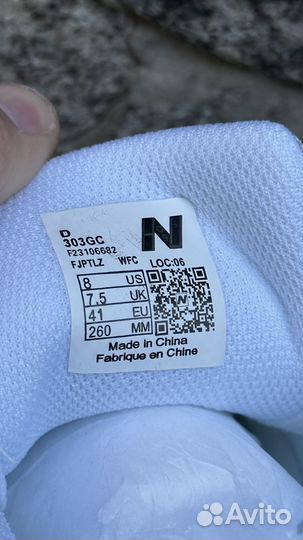 D
303GC
F23106682
FJPTLZ WFC LOC:06
N
8 US
7.5 UK
41 EU
260 MM
Made in China
Fabrique en Chine
Avito